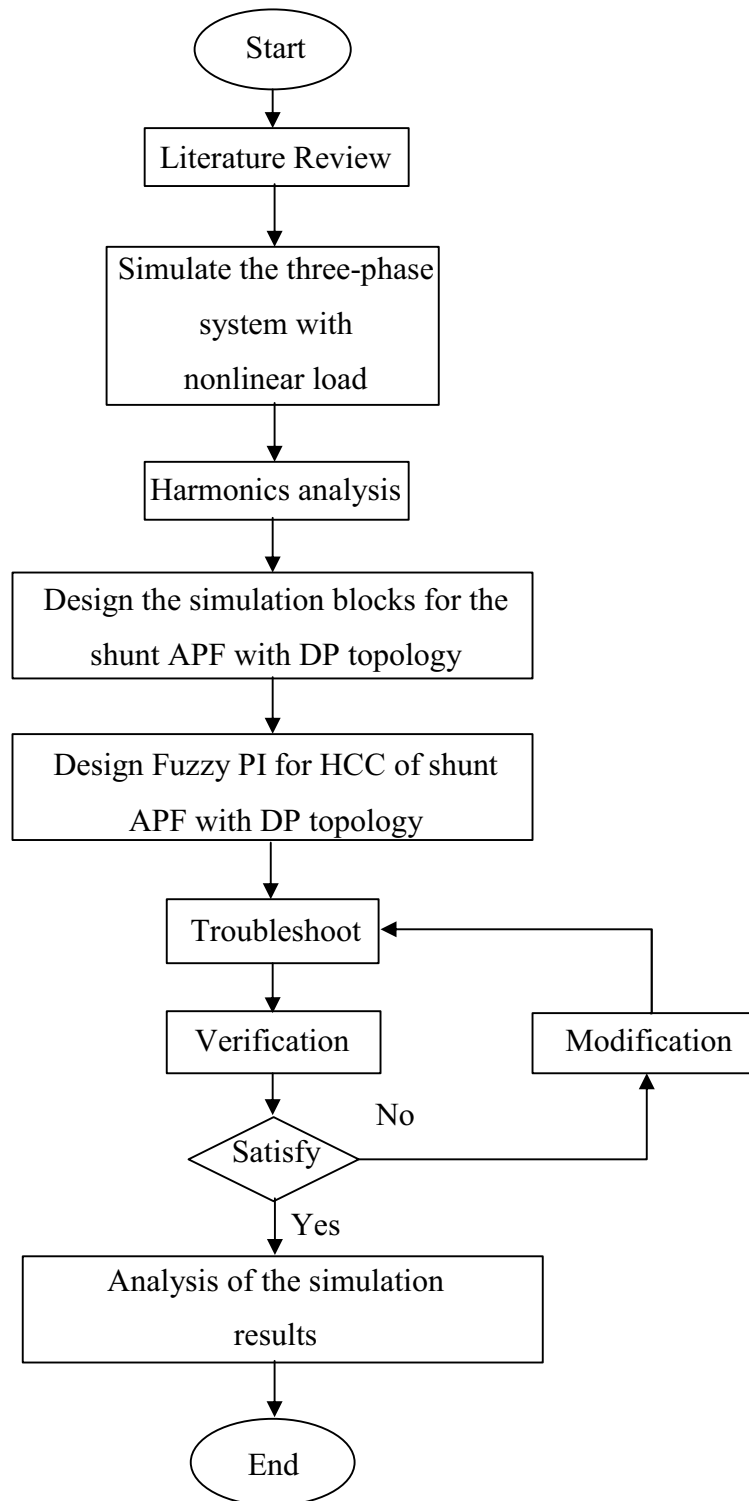 Start
Literature Review
Simulate the three-phase
system with
nonlinear load
Harmonics analysis
Design the simulation blocks for the
shunt APF with DP topology
Design Fuzzy PI for HCC of shunt
APF with DP topology
Troubleshoot
Verification
Modification
No
Satisfy
Yes
Analysis of the simulation
results
End